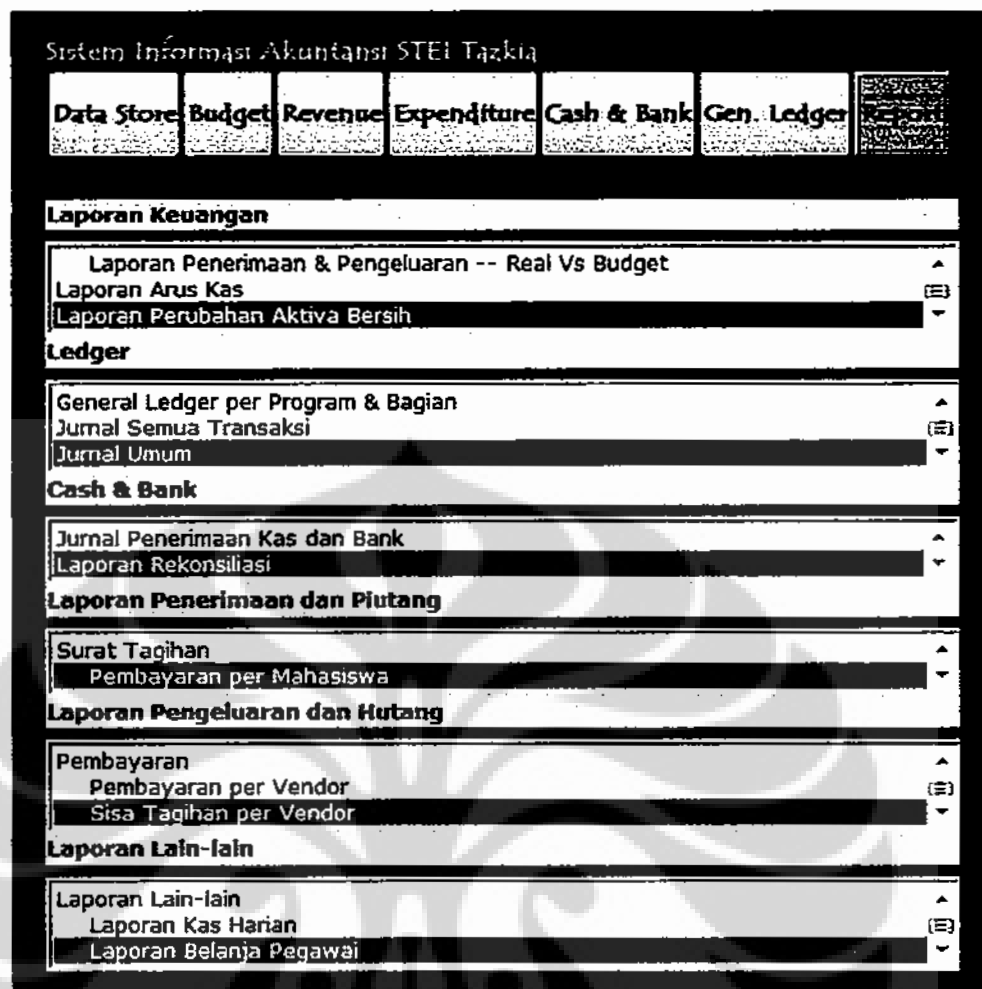 Sistem Informasi Akuntansi STEI Tazkia
Data Store Budget Revenue Expenditure Cash & Bank Gen. Ledger Report
Laporan Keuangan
Laporan Penerimaan & Pengeluaran -- Real Vs Budget
Laporan Arus Kas
Laporan Perubahan Aktiva Bersih
Ledger
General Ledger per Program & Bagian
Jurnal Semua Transaksi
Jurnal Umum
Cash & Bank
Jurnal Penerimaan Kas dan Bank
Laporan Rekonsiliasi
Laporan Penerimaan dan Piutang
Surat Tagihan
Pembayaran per Mahasiswa
Laporan Pengeluaran dan Hutang
Pembayaran
Pembayaran per Vendor
Sisa Tagihan per Vendor
Laporan Lain-lain
Laporan Lain-lain
Laporan Kas Harian
Laporan Belanja Pegawai